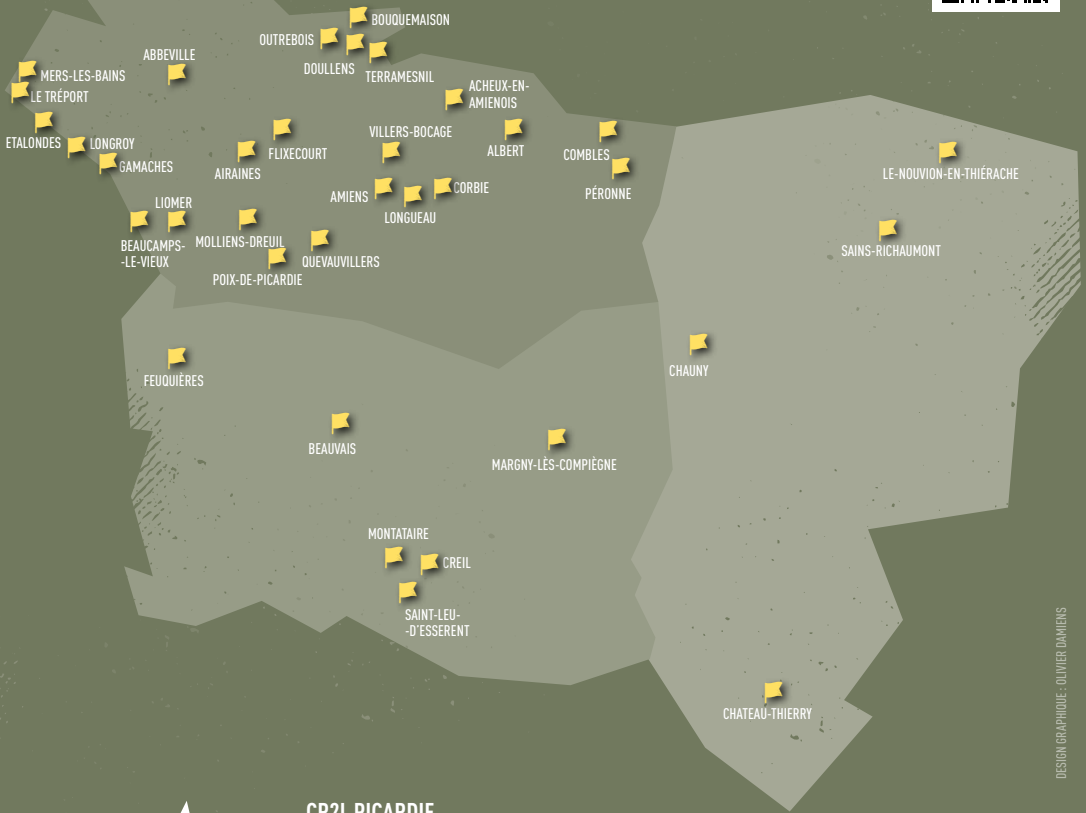 BOUQUEMAISON
OUTREBOIS
ABBEVILLE
DOULLENS
TERRAMESNIL
MERS-LES-BAINS
LE TRÉPORT
ACHEUX-EN-
AMIENOIS
ETALONDES
LONGROY
GAMACHES
FLIXECOURT
AIRAINES
VILLERS-BOCAGE
ALBERT
COMBLES
PÉRONNE
LE-NOUVION-EN-THIÉRACHE
AMIENS
CORBIE
LONGUEAU
LIOMER
BEAUCAMPS-
-LE-VIEUX
MOLLIENS-DREUIL
QUEVAUVILLERS
POIX-DE-PICARDIE
SAINS-RICHAUMONT
CHAUNY
FEUQUIÈRES
BEAUVAIS
MARGNY-LÈS-COMPIÈGNE
MONTATAIRE
CREIL
SAINT-LEU-
-D'ESSERENT
CHATEAU-THIERRY
DESIGN GRAPHIQUE : OLIVIER DAMIENS
CR2L PICARDIE